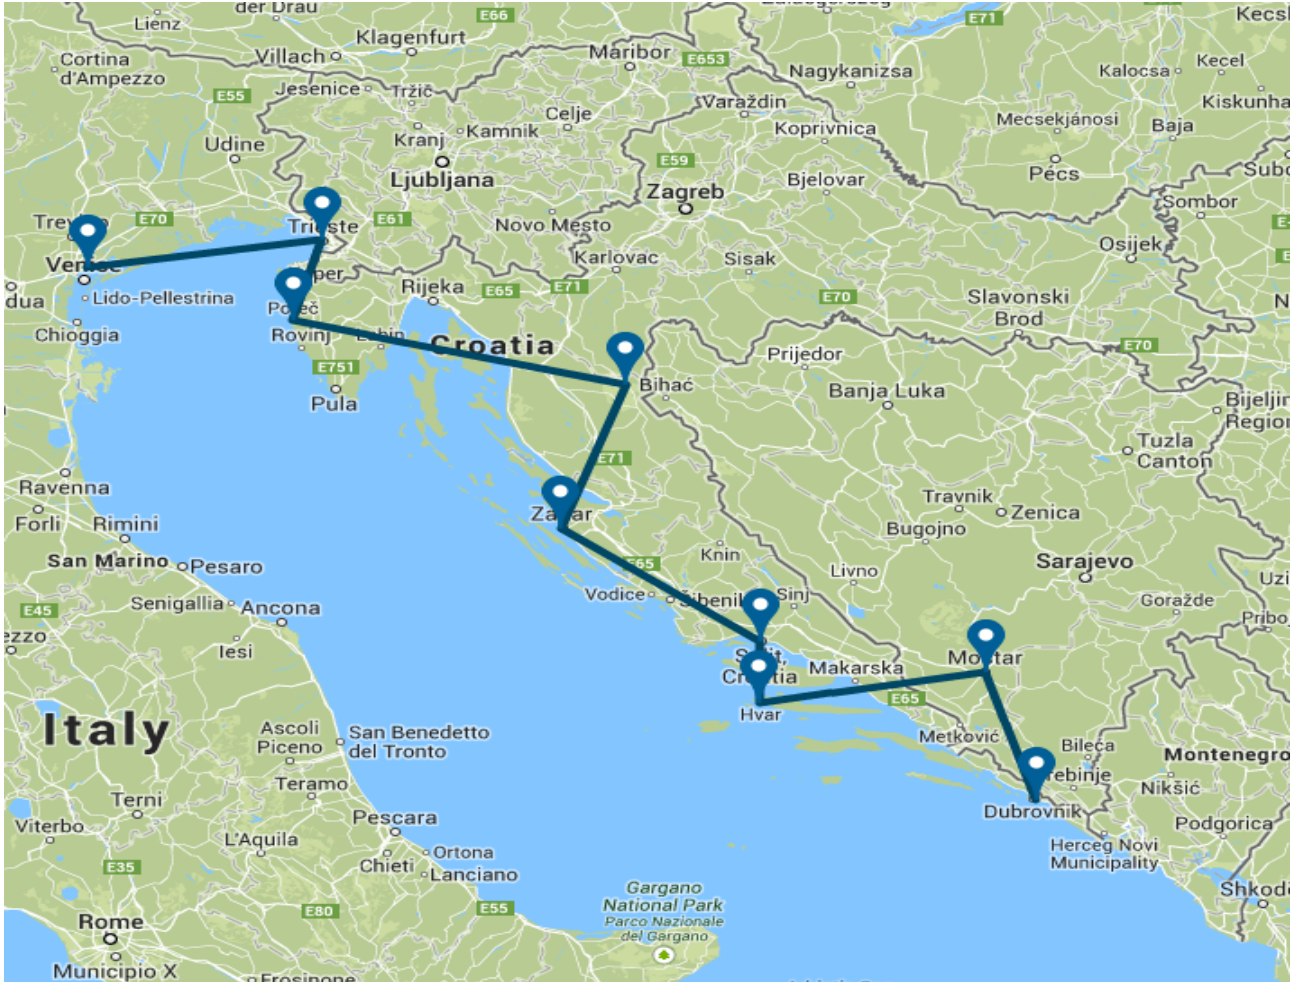 der Drau
E66
E71
Kecs
Lienz
Klagenfurt
Villach
Maribor
E653
Cortina
d'Ampezzo
Nagykanizsa
Kalocsa
Kecel
E55
Jesenice
Tržič
Varaždin
Kiskunha
Celje
Mecsekjánosi
Baja
Kranj
Kamnik
Koprivnica
Udine
E59
Pécs
Subo
Ljubljana
Zagreb
Bjelovar
Sombor
E70
E61
Novo Mesto
Osijek
Karlovac
Sisak
Lido-Pellestrina
Rijeka
E65
E71
E70
Slavonski
Brod
dua
Chioggia
Rovinj
Croatia
Prijedor
E70
E751
Pula
Bihać
Banja Luka
Bijeljin
Region
Tuzla
Canton
E71
Ravenna
Travnik
Zenica
Forlì
Rimini
Bugojno
San Marino
Pesaro
Knin
Sarajevo
E65
Livno
Uzi
Senigallia
Ancona
Vodice
Šibenik
Sinj
Goražde
E45
Pribo
ezzo
Iesi
Makarska
E65
Hvar
Italy
Ascoli
Piceno
San Benedetto
del Tronto
Metković
Bileća
Montenegro
Teramo
Nikšić
Terni
Dubrovnik
Viterbo
Pescara
Podgorica
L'Aquila
Herceg Novi
Municipality
E35
Chieti
Ortona
Lanciano
Gargano
National Park
Parco Nazionale
del Gargano
Shkod
E80
E55
Rome
Municipio X
Frosinone